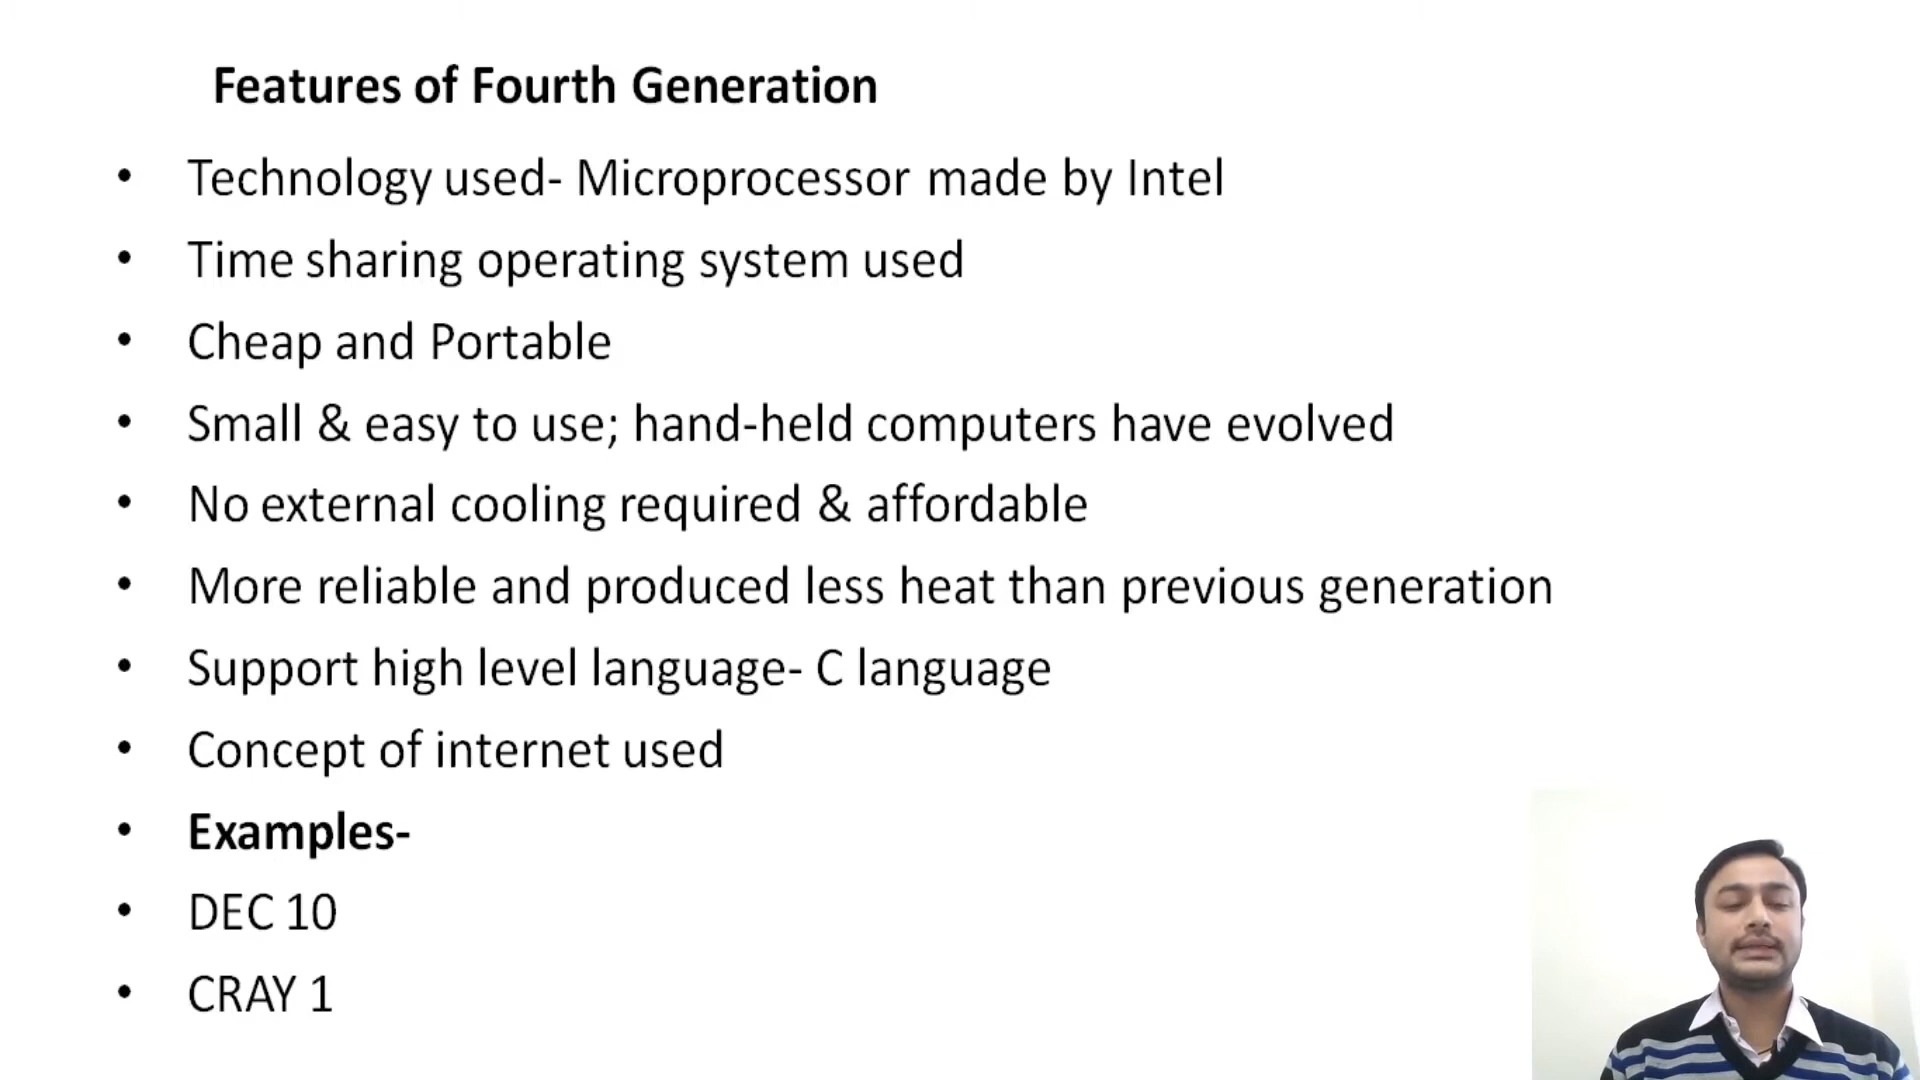 Features of Fourth Generation
• Technology used- Microprocessor made by Intel
• Time sharing operating system used
• Cheap and Portable
• Small & easy to use; hand-held computers have evolved
• No external cooling required & affordable
• More reliable and produced less heat than previous generation
• Support high level language- C language
• Concept of internet used
• Examples-
• DEC 10
• CRAY 1